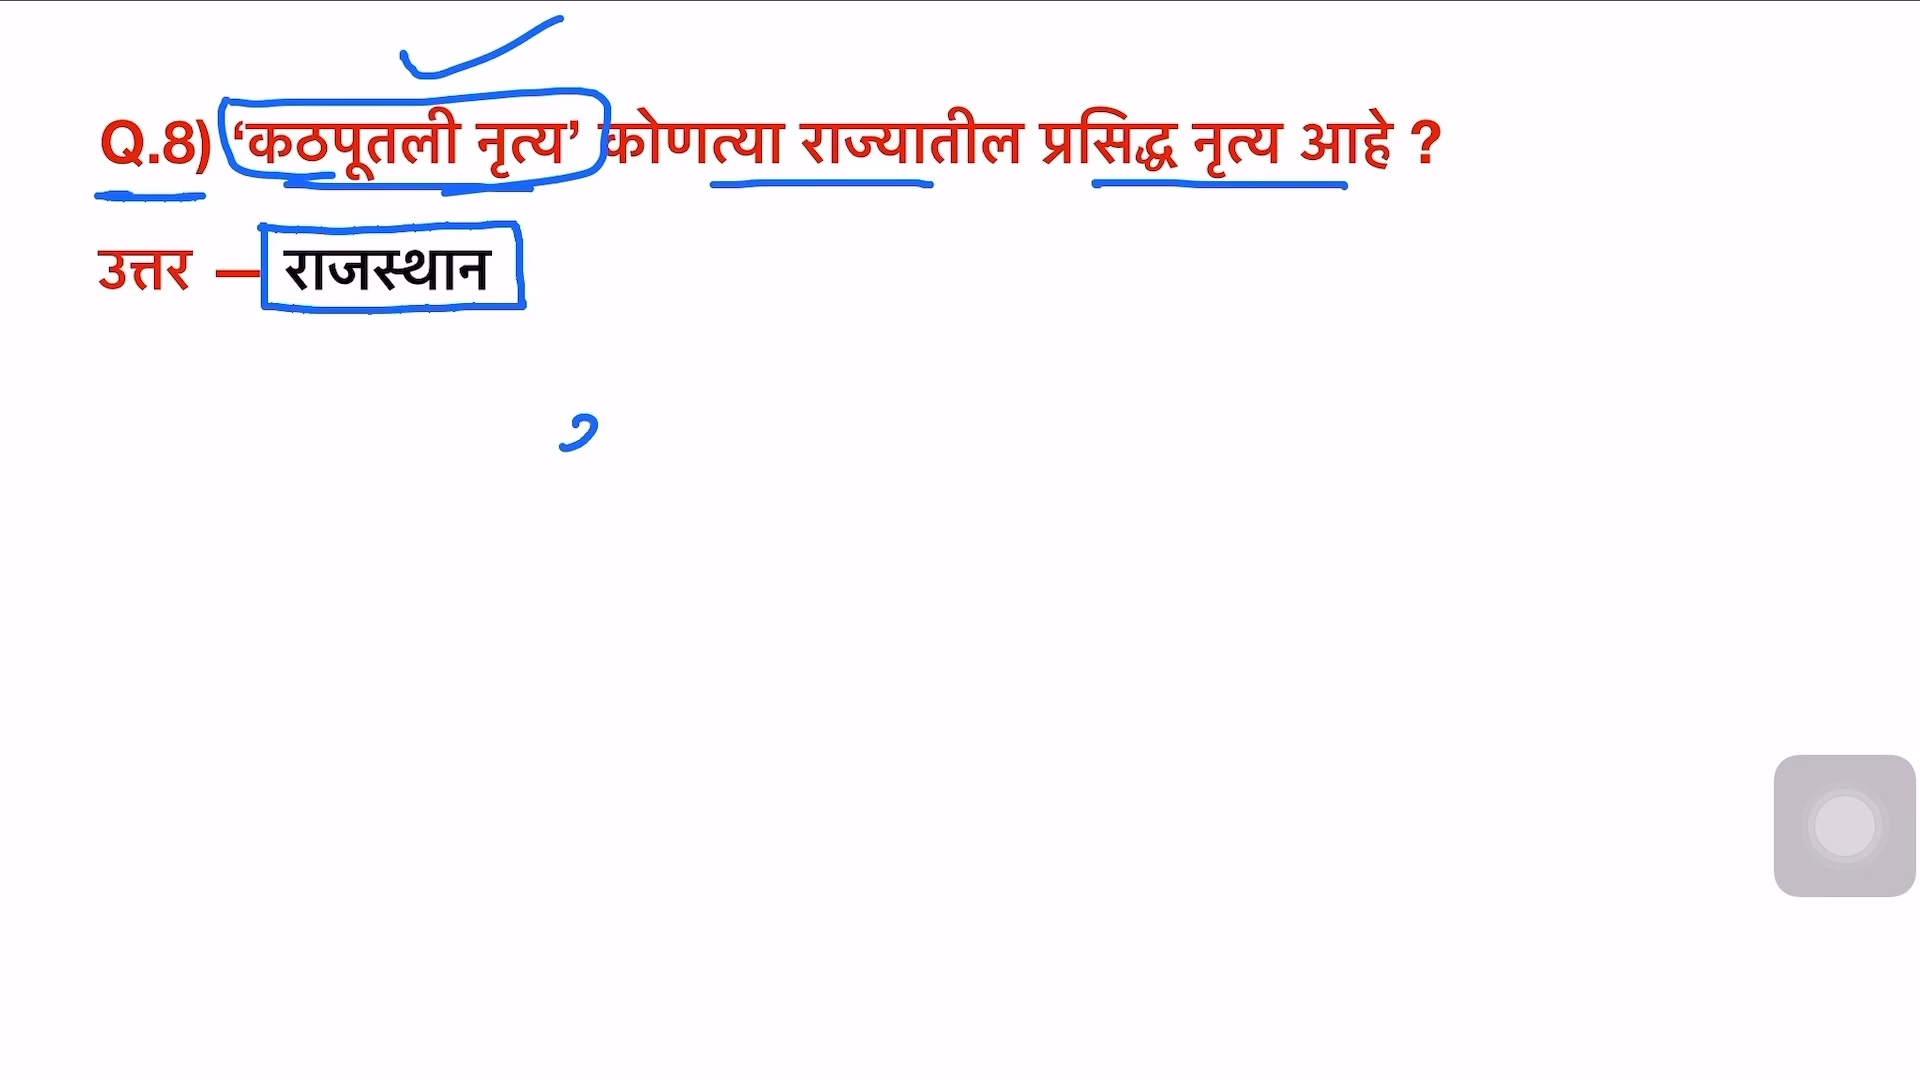 Q.8) ‘कठपूतली नृत्य’ कोणत्या राज्यातील प्रसिद्ध नृत्य आहे ?
उत्तर — राजस्थान